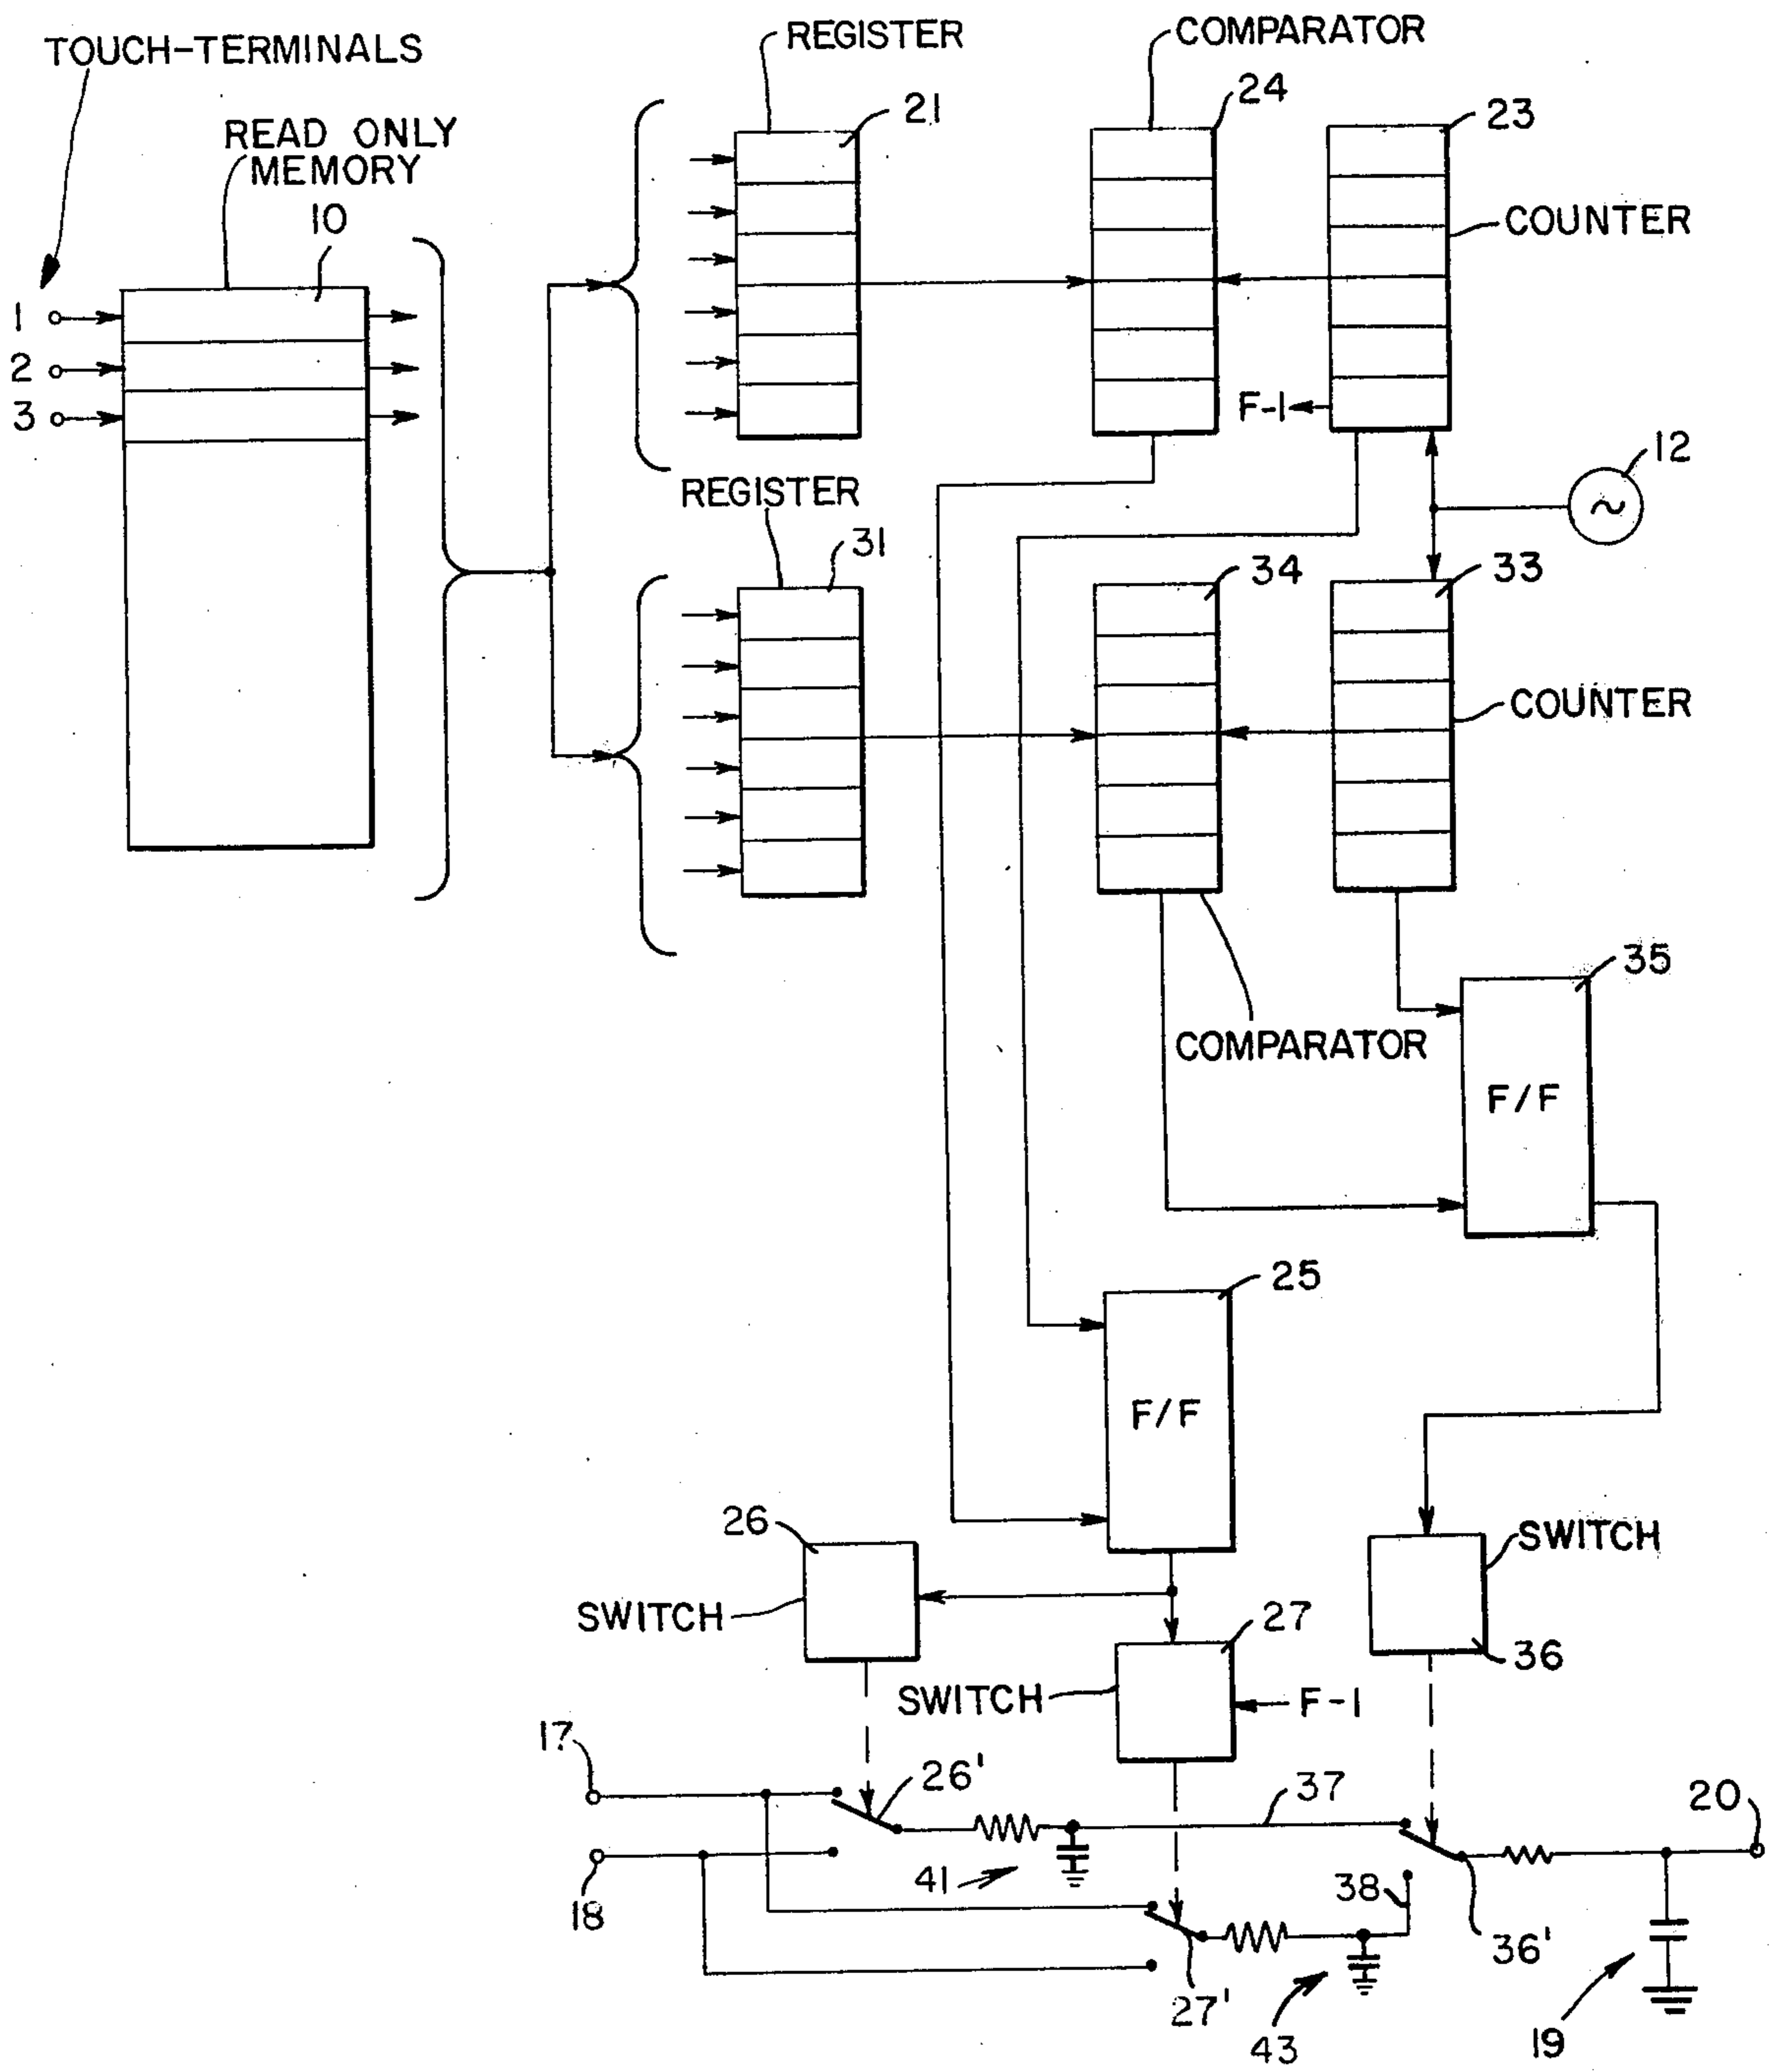 TOUCH-TERMINALS
READ ONLY
MEMORY
10
1
2
3
REGISTER
21
COMPARATOR
24
23
COUNTER
F-1
12
REGISTER
31
34
33
COUNTER
COMPARATOR
35
F/F
25
F/F
26
SWITCH
27
SWITCH
F-1
SWITCH
36
17
18
26'
41
37
38
27'
43
36'
20
19